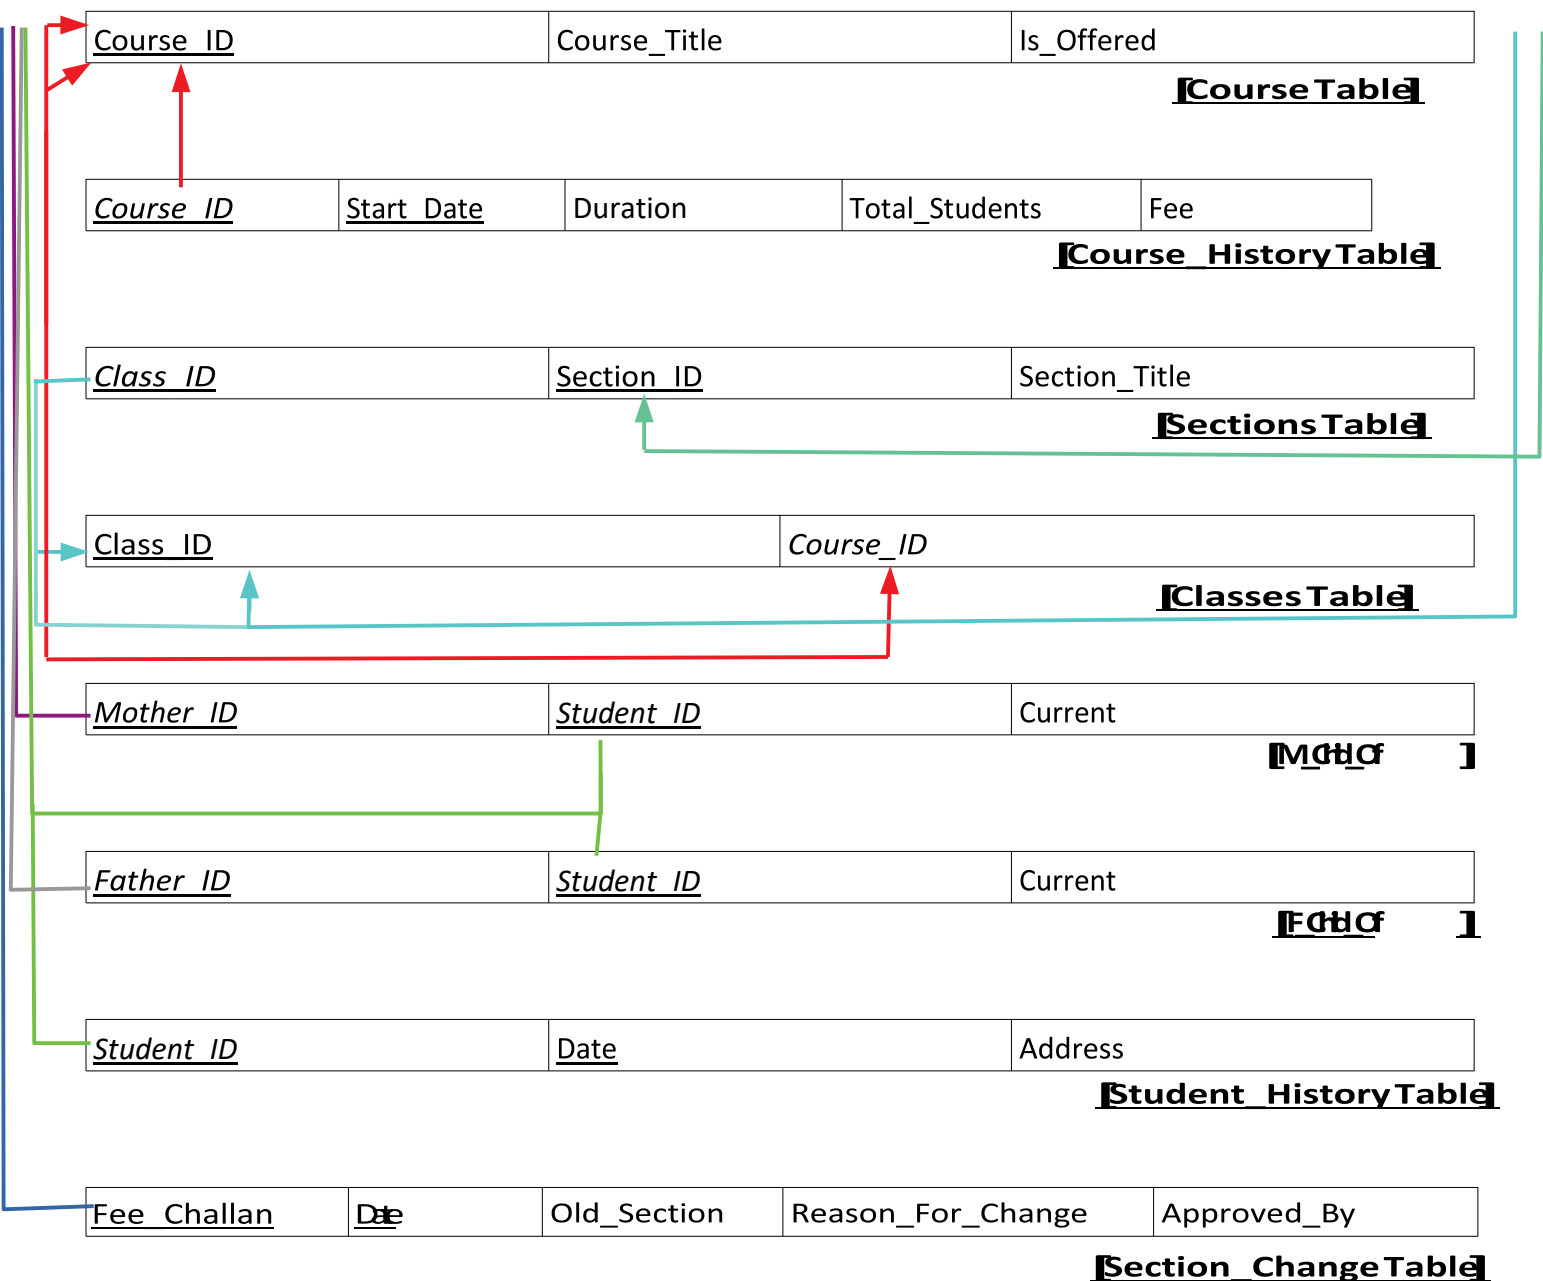 Course_ID Course_Title Is_Offered
[Course Table]
Course_ID Start_Date Duration Total_Students Fee
[Course_History Table]
Class_ID Section_ID Section_Title
[Sections Table]
Class_ID Course_ID
[Classes Table]
Mother_ID Student_ID Current
Father_ID Student_ID Current
Student_ID Date Address
[Student_History Table]
Fee_Challan Date Old_Section Reason_For_Change Approved_By
[Section_Change Table]